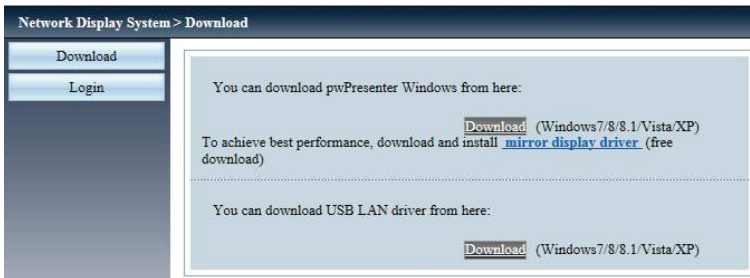 Network Display System > Download
Download
Login
You can download pwPresenter Windows from here:
Download (Windows7/8/8.1/Vista/XP)
To achieve best performance, download and install mirror display driver (free
download)
You can download USB LAN driver from here:
Download (Windows7/8/8.1/Vista/XP)